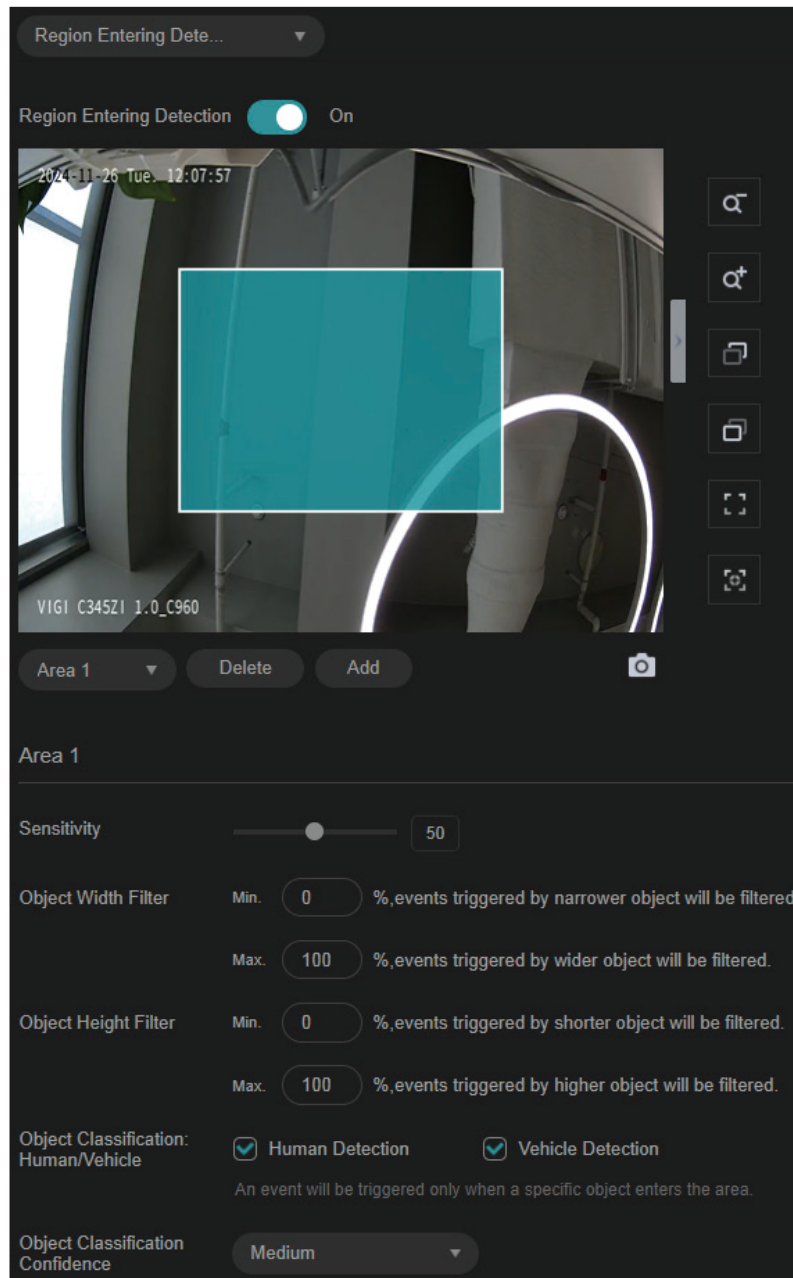 Region Entering Dete...
Region Entering Detection On
2024-11-26 Tue. 12:07:57
VIGI C345ZI 1.0_C960
Area 1 Delete Add
Area 1
Sensitivity 50
Object Width Filter Min. 0 %,events triggered by narrower object will be filtered
Max. 100 %,events triggered by wider object will be filtered.
Object Height Filter Min. 0 %,events triggered by shorter object will be filtered.
Max. 100 %,events triggered by higher object will be filtered.
Object Classification:
Human/Vehicle Human Detection Vehicle Detection
An event will be triggered only when a specific object enters the area.
Object Classification
Confidence Medium